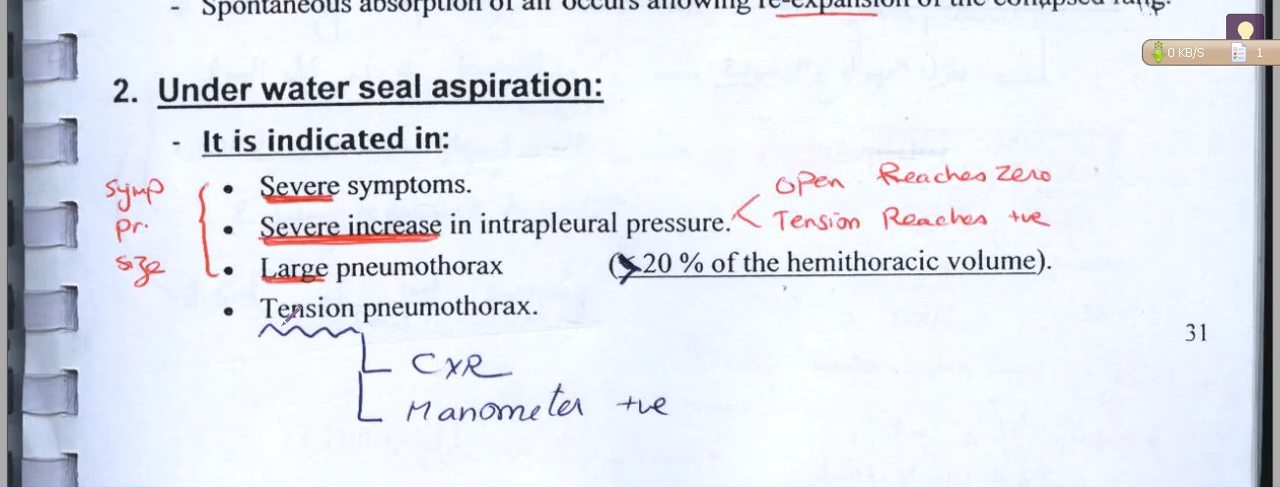 - Spontaneous absorption of air occurs allowing re-expansion of the collapsed lung.
0 KB/S 1
2. Under water seal aspiration:
- It is indicated in:
symp • Severe symptoms. open Reaches zero
pr. • Severe increase in intrapleural pressure. < Tension Reaches +ve
size • Large pneumothorax (>20 % of the hemithoracic volume).
• Tension pneumothorax.
31
CXR
Manometer +ve